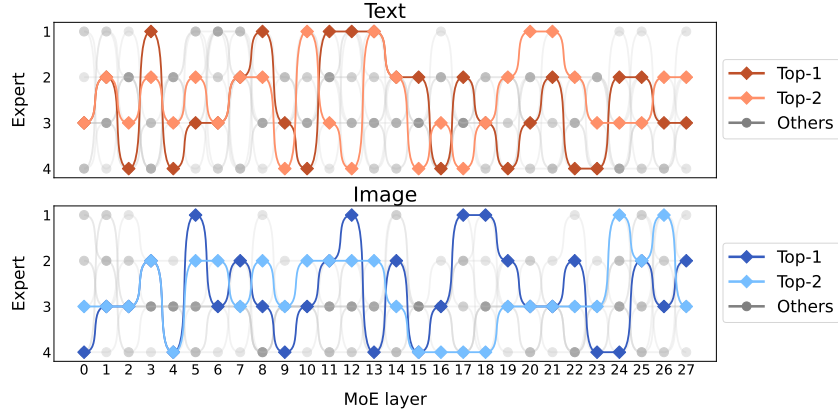 Text
1
2
3
4
Expert
Top-1
Top-2
Others
Image
1
2
3
4
Expert
Top-1
Top-2
Others
0 1 2 3 4 5 6 7 8 9 10 11 12 13 14 15 16 17 18 19 20 21 22 23 24 25 26 27
MoE layer